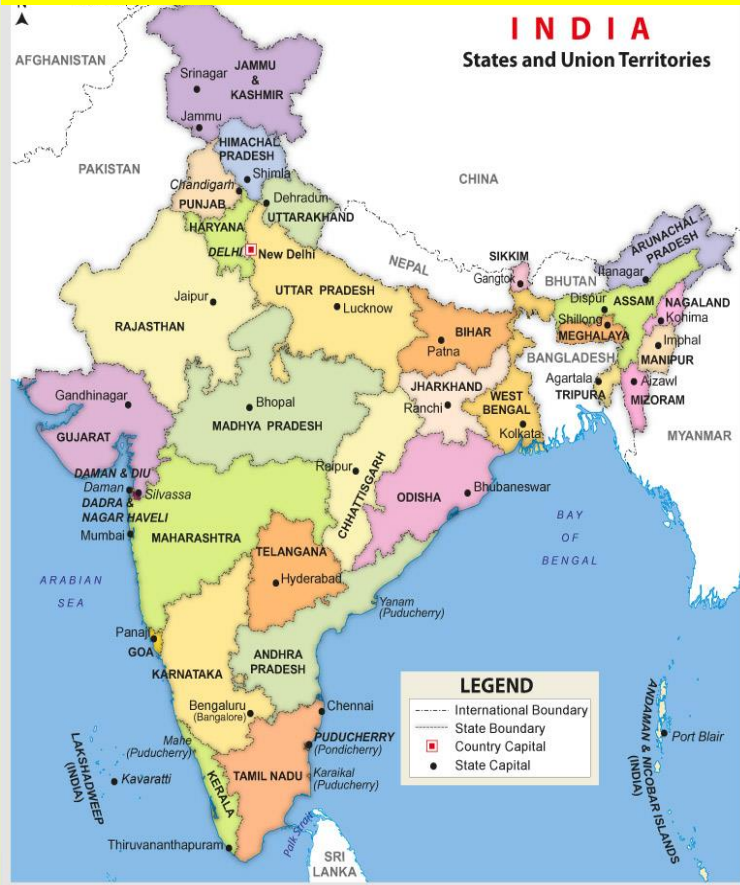 N
INDIA
States and Union Territories
AFGHANISTAN
JAMMU
&
KASHMIR
Srinagar
Jammu
HIMACHAL
PRADESH
PAKISTAN
Shimla
CHINA
Chandigarh
PUNJAB
Dehradun
UTTARAKHAND
HARYANA
DELHI
New Delhi
ARUNACHAL
PRADESH
NEPAL
SIKKIM
Gangtok
BHUTAN
Itanagar
Jaipur
UTTAR PRADESH
Lucknow
Dispur
ASSAM
NAGALAND
RAJASTHAN
BIHAR
Patna
Shillong
MEGHALAYA
Kohima
Imphal
BANGLADESH
MANIPUR
Gandhinagar
Bhopal
JHARKHAND
Ranchi
WEST
BENGAL
Agartala
TRIPURA
Aizawl
MIZORAM
GUJARAT
MADHYA PRADESH
Kolkata
MYANMAR
DAMAN & DIU
Daman
Silvassa
DADRA &
NAGAR HAVELI
Raipur
CHHATTISGARH
ODISHA
Bhubaneswar
Mumbai
MAHARASHTRA
BAY
OF
BENGAL
TELANGANA
Hyderabad
ARABIAN
SEA
Yanam
(Puducherry)
Panaji
GOA
KARNATAKA
ANDHRA
PRADESH
Bengaluru
(Bangalore)
Chennai
LEGEND
International Boundary
State Boundary
Country Capital
State Capital
PUDUCHERRY
(Pondicherry)
Mahe
(Puducherry)
LAKSHADWEEP
(INDIA)
Kavaratti
KERALA
TAMIL NADU
Karaikal
(Puducherry)
ANDAMAN & NICOBAR ISLANDS
(INDIA)
Port Blair
Thiruvananthapuram
Palk Strait
SRI
LANKA